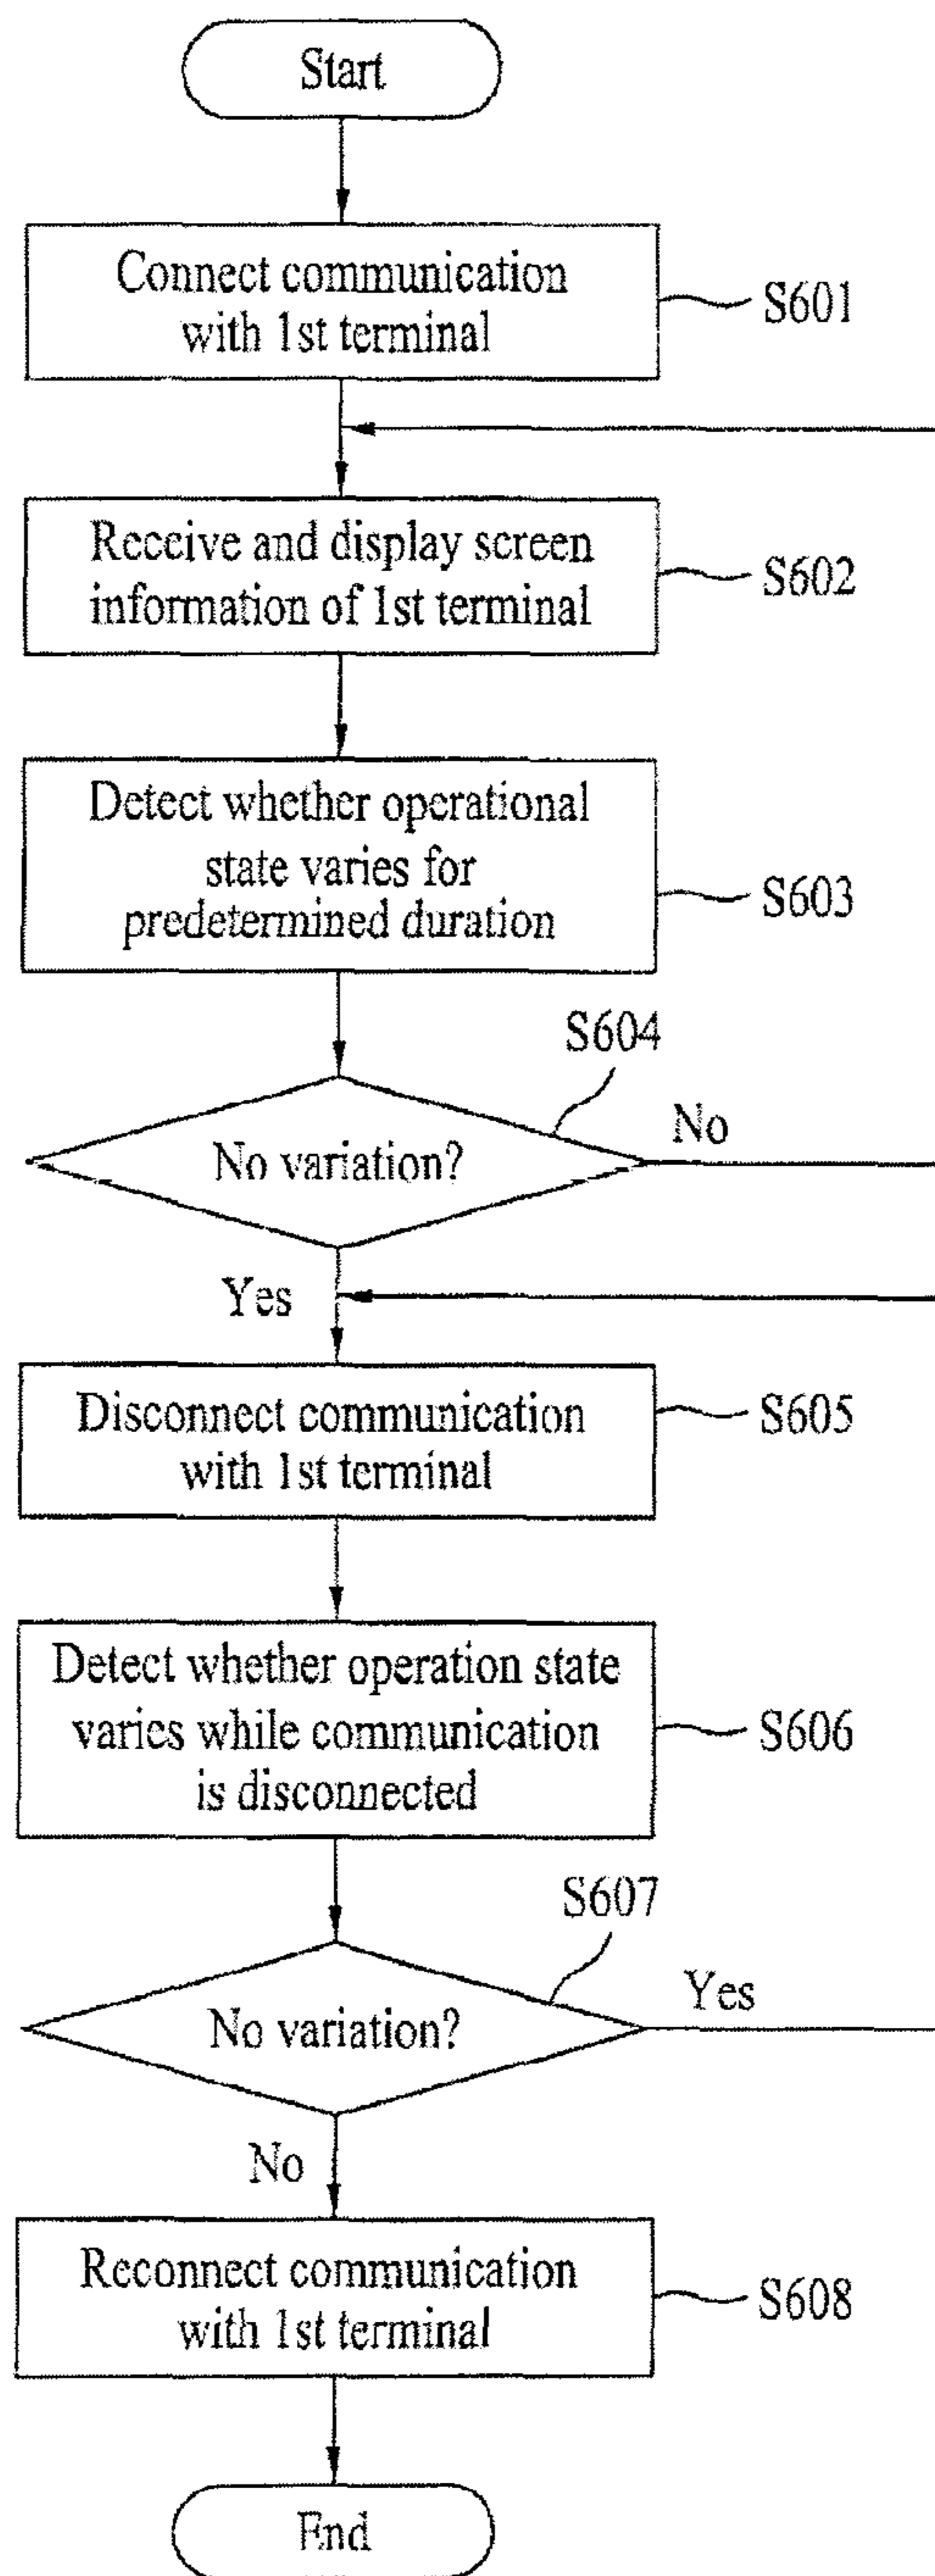 Start
Connect communication
with 1st terminal
S601
Receive and display screen
information of 1st terminal
S602
Detect whether operational
state varies for
predetermined duration
S603
S604
No variation?
No
Yes
Disconnect communication
with 1st terminal
S605
Detect whether operation state
varies while communication
is disconnected
S606
S607
No variation?
Yes
No
Reconnect communication
with 1st terminal
S608
End